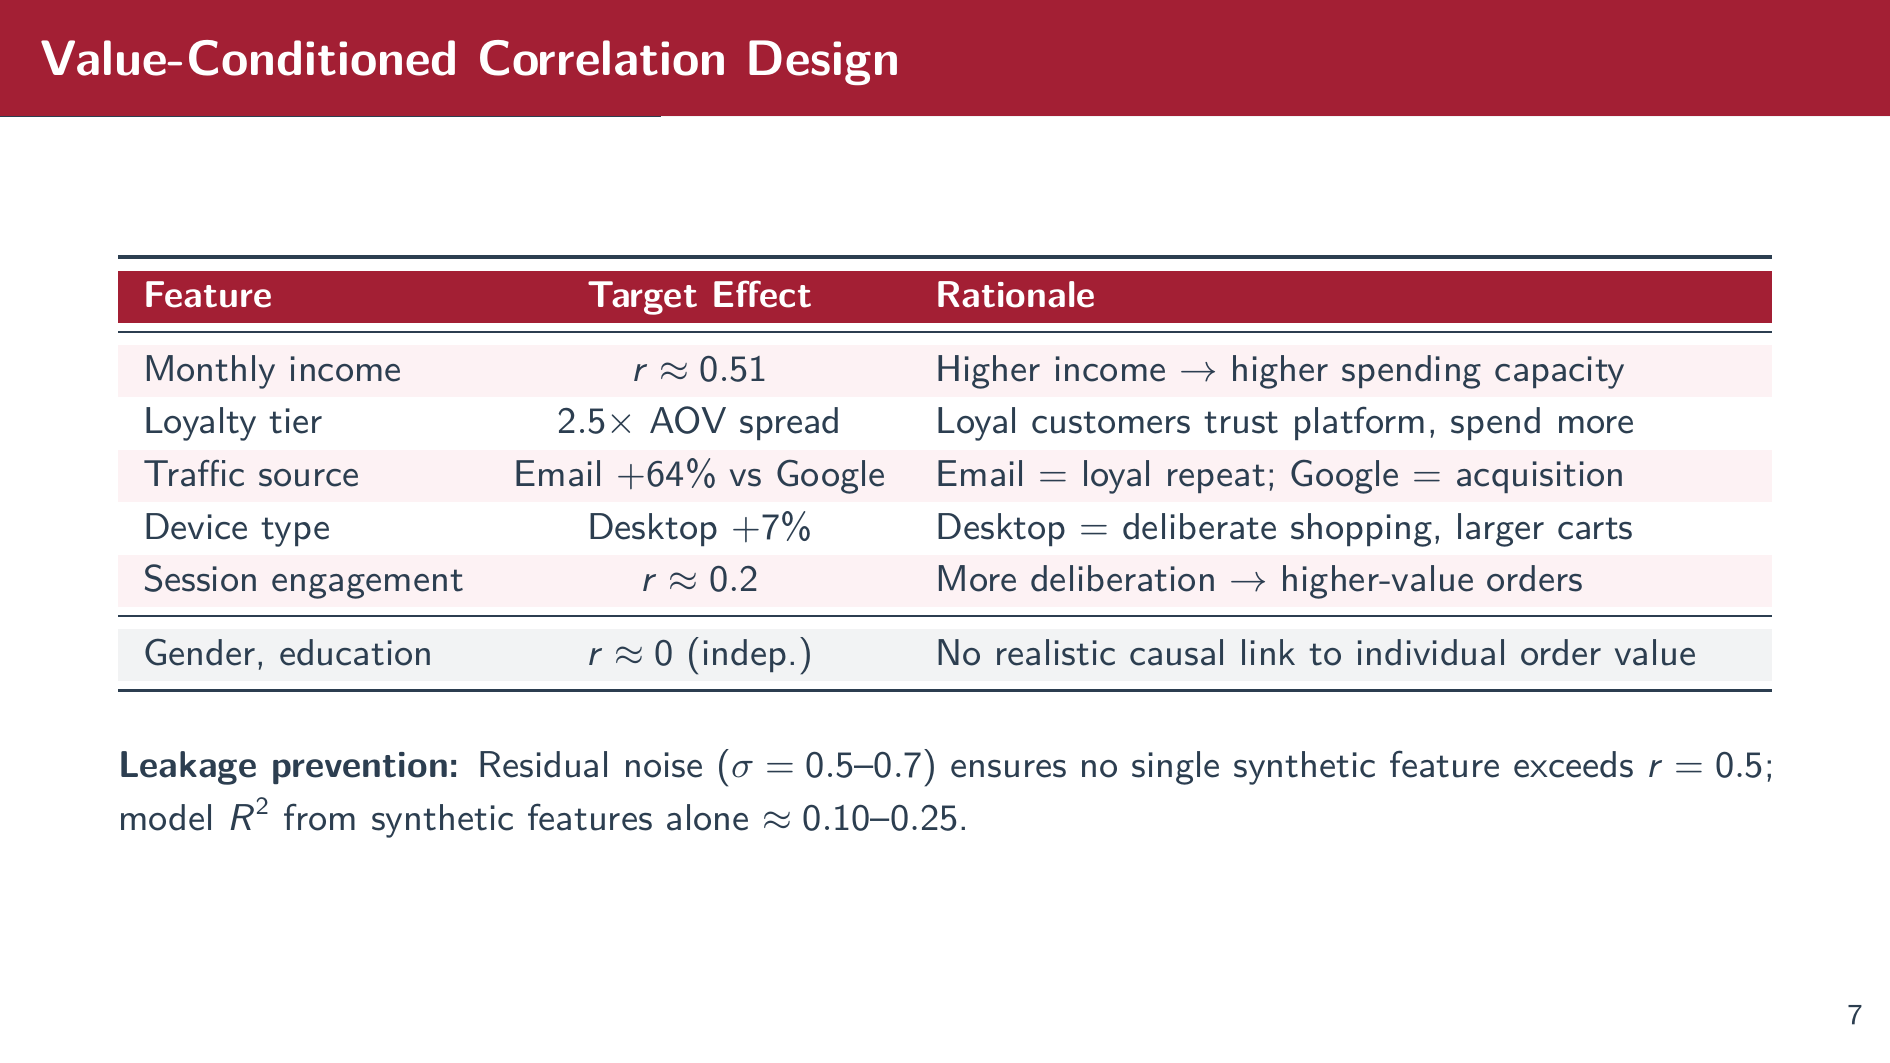 Value-Conditioned Correlation Design
Feature Target Effect Rationale
Monthly income r ≈ 0.51 Higher income → higher spending capacity
Loyalty tier 2.5× AOV spread Loyal customers trust platform, spend more
Traffic source Email +64% vs Google Email = loyal repeat; Google = acquisition
Device type Desktop +7% Desktop = deliberate shopping, larger carts
Session engagement r ≈ 0.2 More deliberation → higher-value orders
Gender, education r ≈ 0 (indep.) No realistic causal link to individual order value
Leakage prevention: Residual noise (σ = 0.5–0.7) ensures no single synthetic feature exceeds r = 0.5;
model R² from synthetic features alone ≈ 0.10–0.25.
7